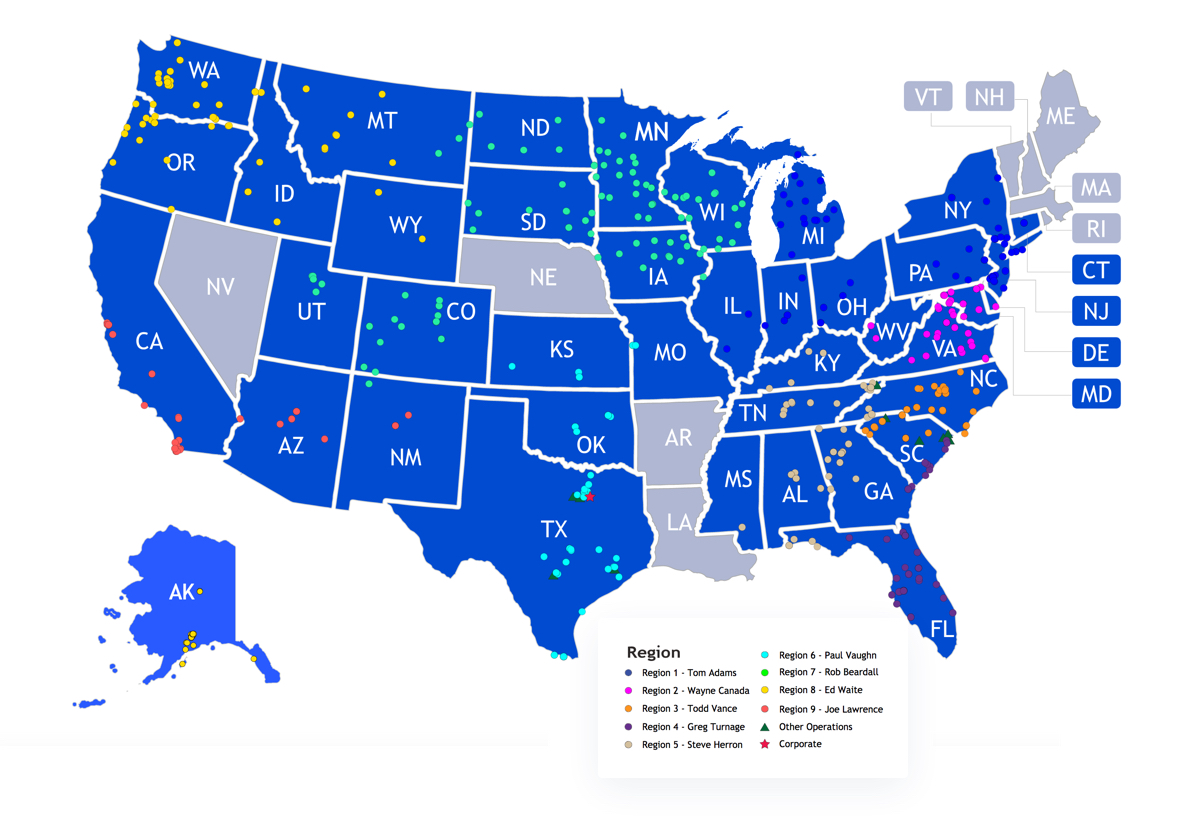 WA
MT
ND
MN
VT
NH
ME
OR
ID
WY
SD
WI
MI
NY
MA
RI
NV
UT
CO
NE
IA
IL
IN
OH
PA
CT
NJ
CA
KS
MO
KY
WV
VA
DE
MD
AZ
NM
OK
AR
TN
NC
SC
MS
AL
GA
TX
LA
AK
FL
Region
Region 1 - Tom Adams
Region 2 - Wayne Canada
Region 3 - Todd Vance
Region 4 - Greg Turnage
Region 5 - Steve Herron
Region 6 - Paul Vaughn
Region 7 - Rob Beardall
Region 8 - Ed Waite
Region 9 - Joe Lawrence
Other Operations
Corporate